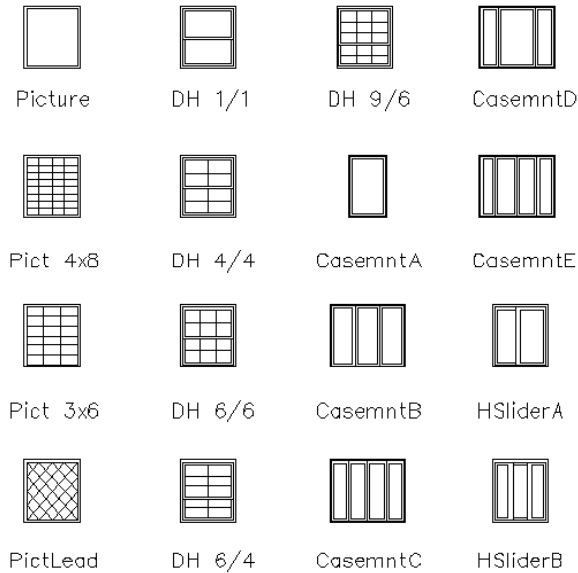 Picture DH 1/1 DH 9/6 CasemntD
Pict 4x8 DH 4/4 CasemntA CasemntE
Pict 3x6 DH 6/6 CasemntB HSliderA
PictLead DH 6/4 CasemntC HSliderB